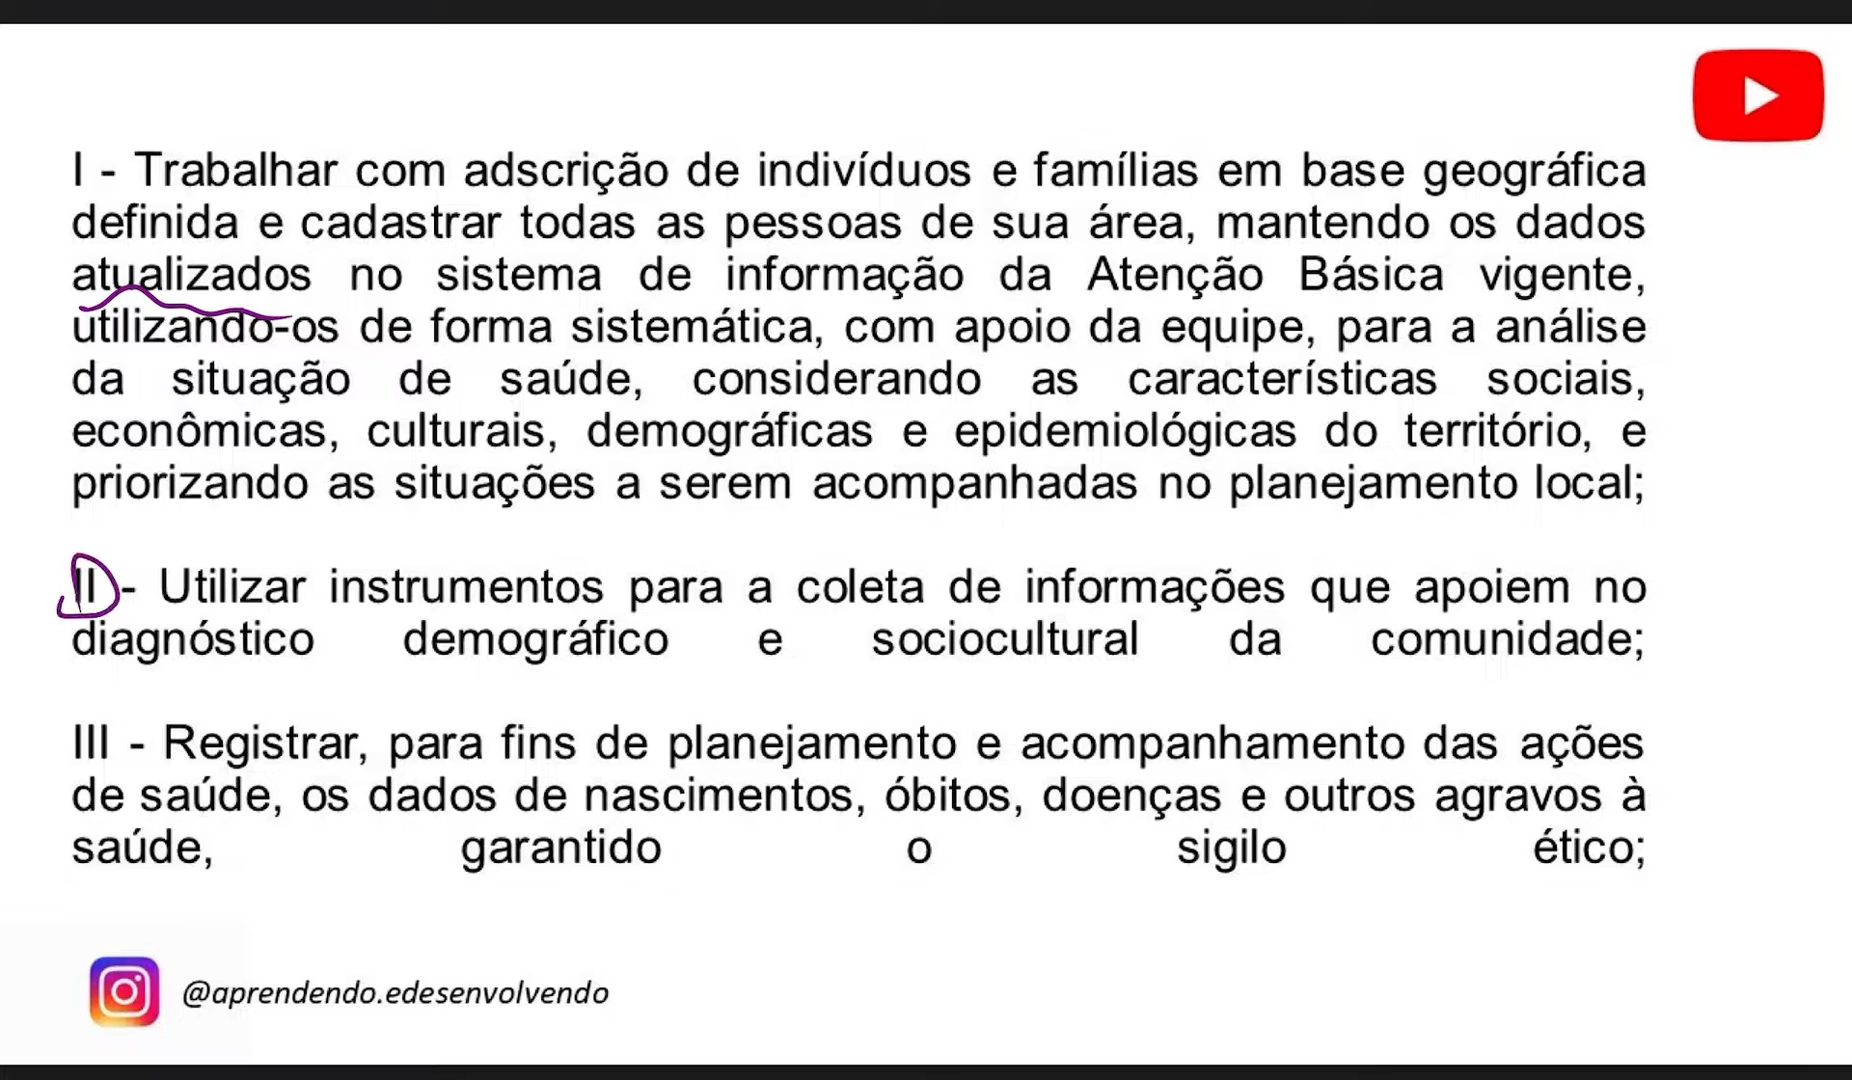 I - Trabalhar com adscrição de indivíduos e famílias em base geográfica
definida e cadastrar todas as pessoas de sua área, mantendo os dados
atualizados no sistema de informação da Atenção Básica vigente,
utilizando-os de forma sistemática, com apoio da equipe, para a análise
da situação de saúde, considerando as características sociais,
econômicas, culturais, demográficas e epidemiológicas do território, e
priorizando as situações a serem acompanhadas no planejamento local;
II - Utilizar instrumentos para a coleta de informações que apoiem no
diagnóstico demográfico e sociocultural da comunidade;
III - Registrar, para fins de planejamento e acompanhamento das ações
de saúde, os dados de nascimentos, óbitos, doenças e outros agravos à
saúde, garantido o sigilo ético;
@aprendendo.edesenvolvendo